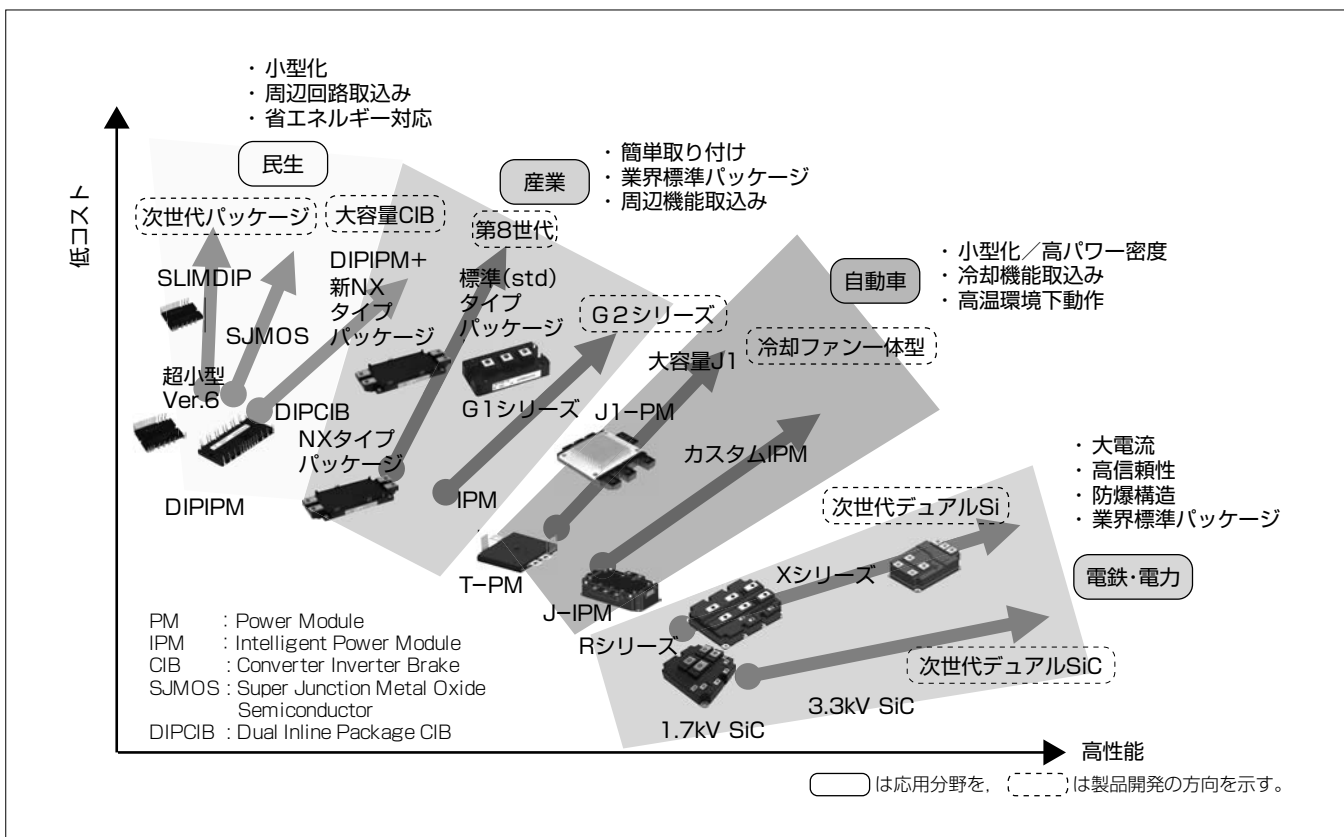 ・小型化
・周辺回路取込み
・省エネルギー対応
民生
・簡単取り付け
・業界標準パッケージ
・周辺機能取込み
産業
・小型化／高パワー密度
・冷却機能取込み
・高温環境下動作
自動車
・大電流
・高信頼性
・防爆構造
・業界標準パッケージ
電鉄・電力
低コスト
次世代パッケージ
大容量CIB
第8世代
SLIMDIP
DIPIPM＋
新NX
タイプ
パッケージ
標準(std)
タイプ
パッケージ
G2シリーズ
SJMOS
大容量J1
冷却ファン一体型
超小型
Ver.6
DIPCIB
NXタイプ
パッケージ
G1シリーズ
J1−PM
カスタムIPM
DIPIPM
IPM
次世代デュアルSi
T−PM
J−IPM
Xシリーズ
Rシリーズ
次世代デュアルSiC
3.3kV SiC
1.7kV SiC
PM : Power Module
IPM : Intelligent Power Module
CIB : Converter Inverter Brake
SJMOS : Super Junction Metal Oxide
Semiconductor
DIPCIB : Dual Inline Package CIB
高性能
は応用分野を， は製品開発の方向を示す。